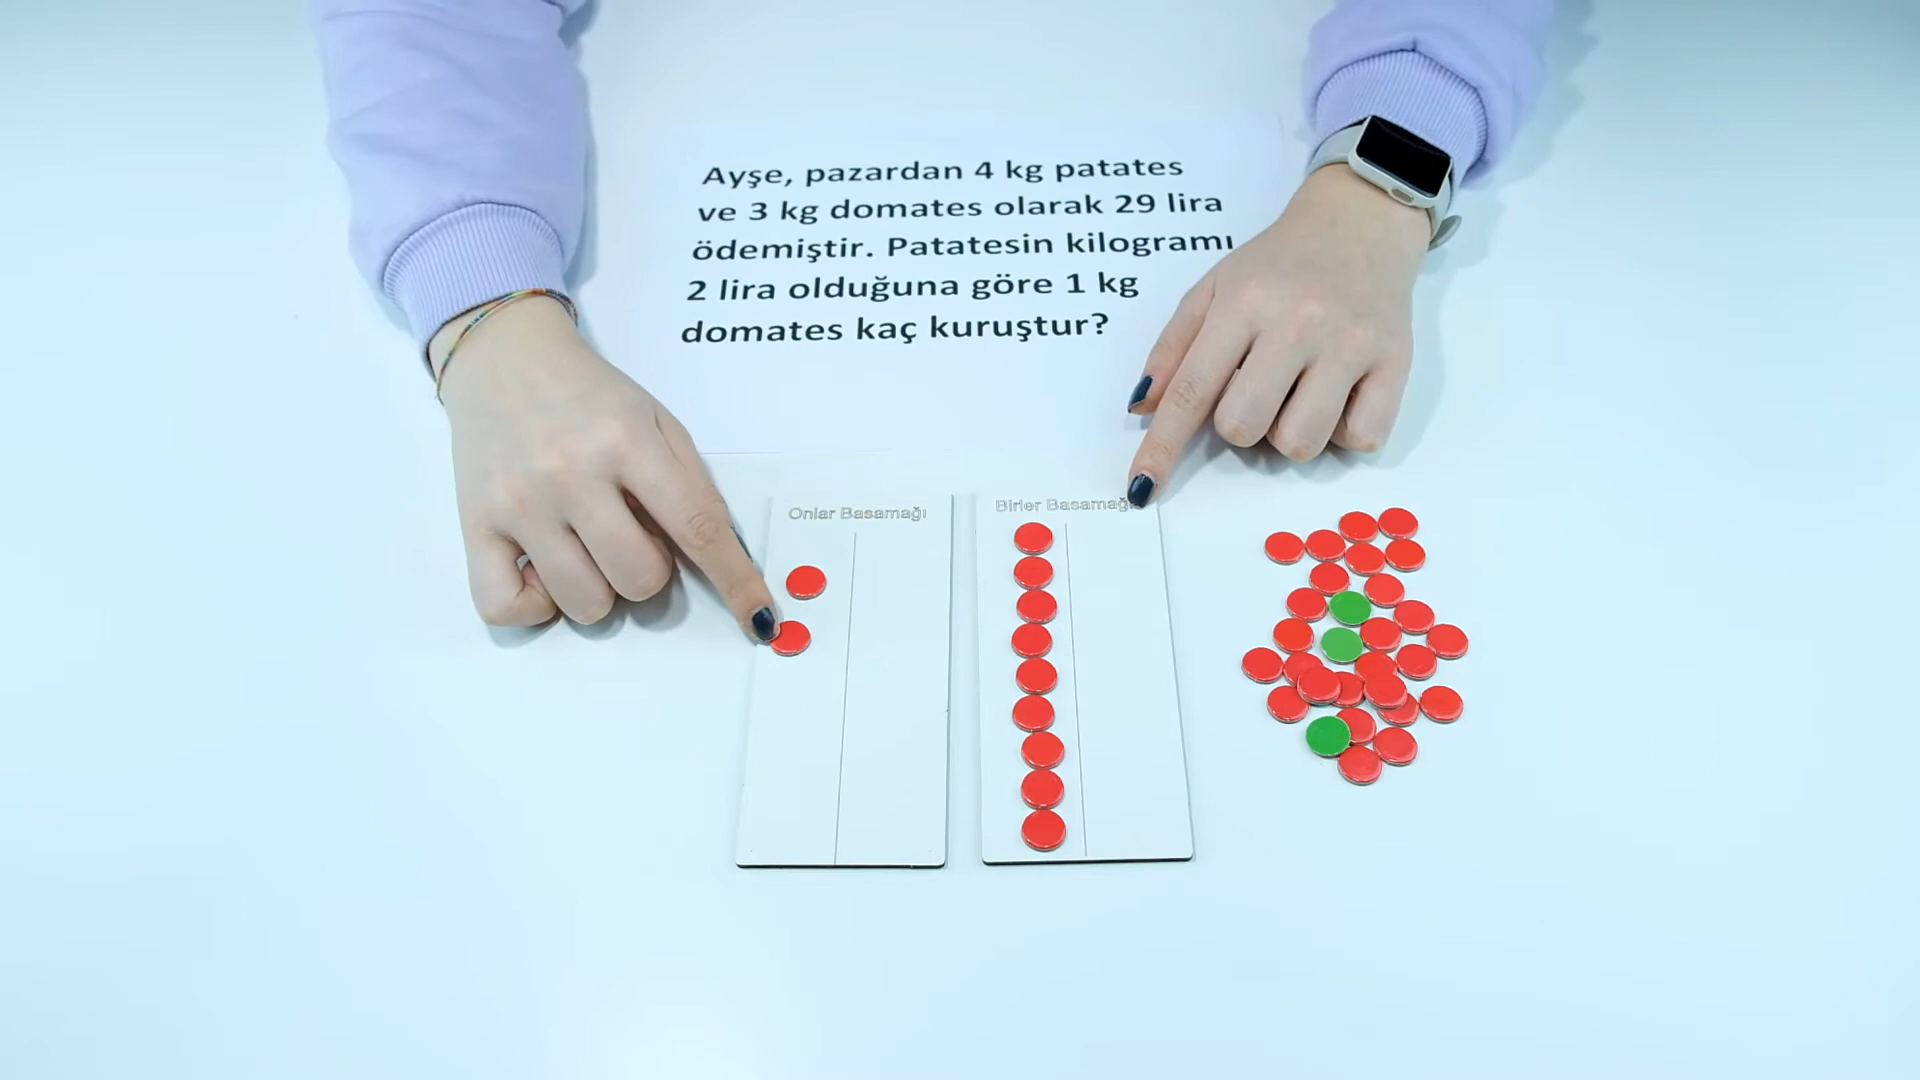 Ayşe, pazardan 4 kg patates
ve 3 kg domates olarak 29 lira
ödemiştir. Patatesin kilogramı
2 lira olduğuna göre 1 kg
domates kaç kuruştur?
Onlar Basamağı
Birler Basamağı